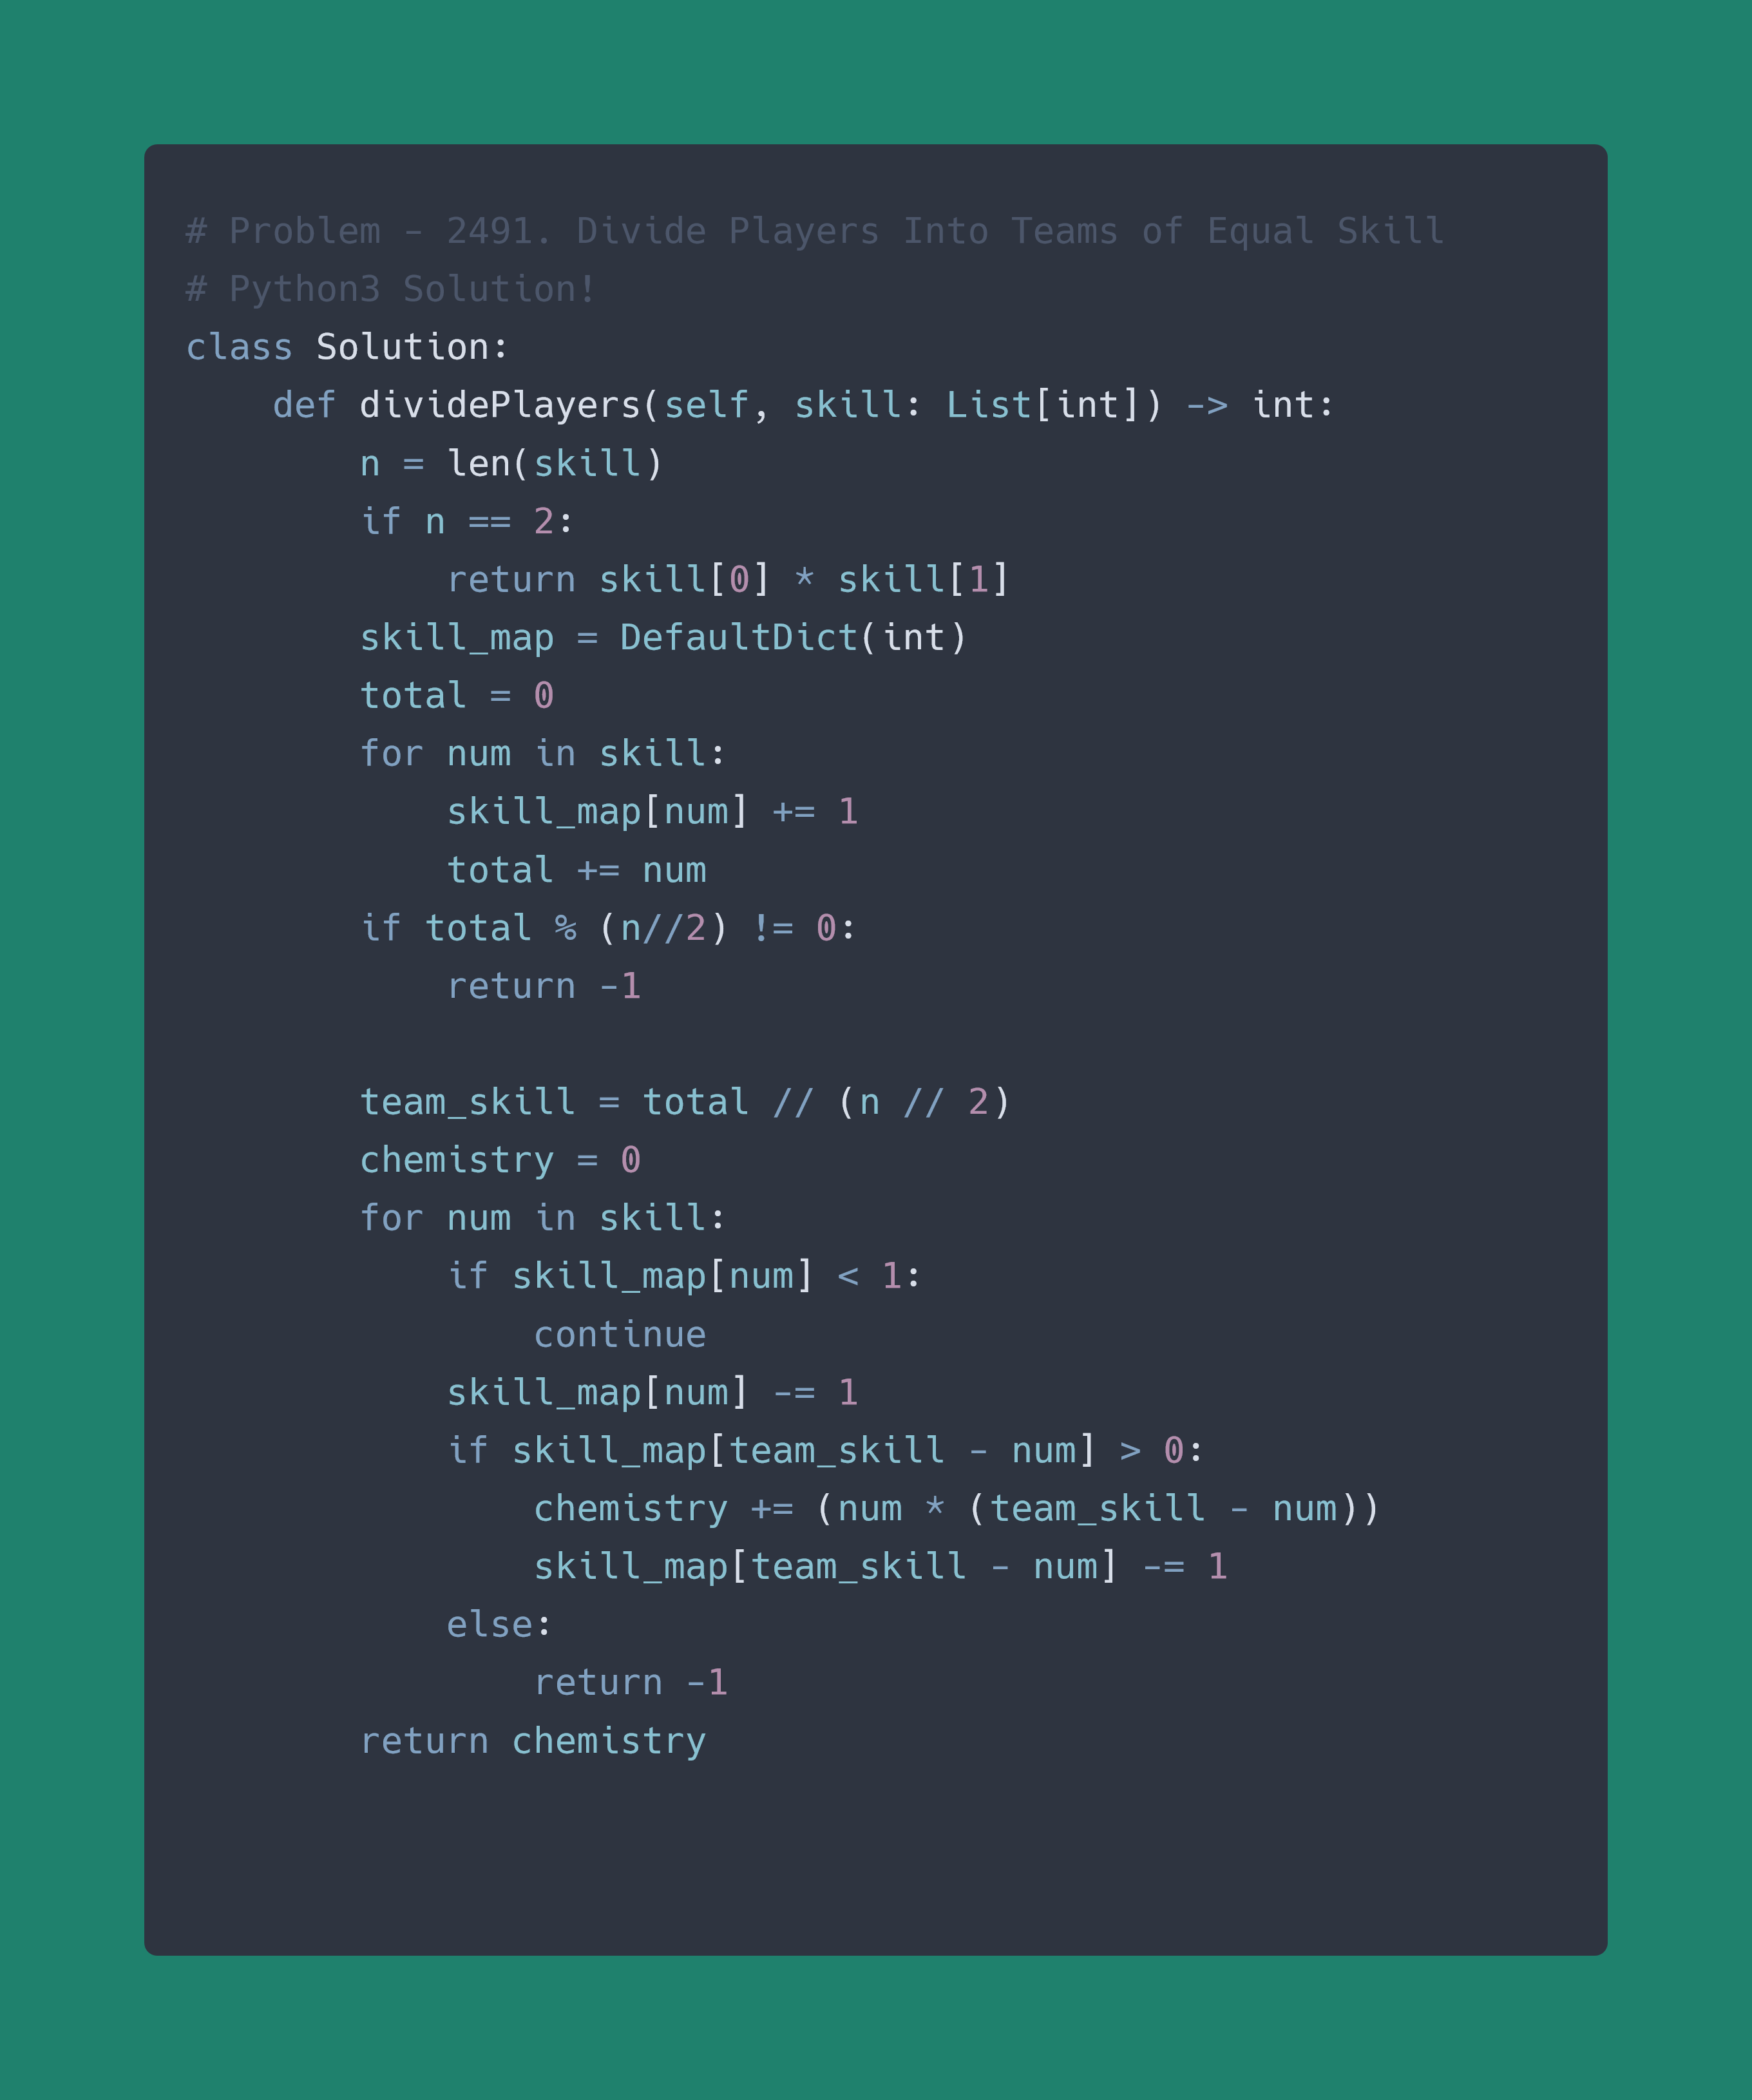 # Problem - 2491. Divide Players Into Teams of Equal Skill
# Python3 Solution!
class Solution:
    def dividePlayers(self, skill: List[int]) -> int:
        n = len(skill)
        if n == 2:
            return skill[0] * skill[1]
        skill_map = DefaultDict(int)
        total = 0
        for num in skill:
            skill_map[num] += 1
            total += num
        if total % (n//2) != 0:
            return -1

        team_skill = total // (n // 2)
        chemistry = 0
        for num in skill:
            if skill_map[num] < 1:
                continue
            skill_map[num] -= 1
            if skill_map[team_skill - num] > 0:
                chemistry += (num * (team_skill - num))
                skill_map[team_skill - num] -= 1
            else:
                return -1
        return chemistry